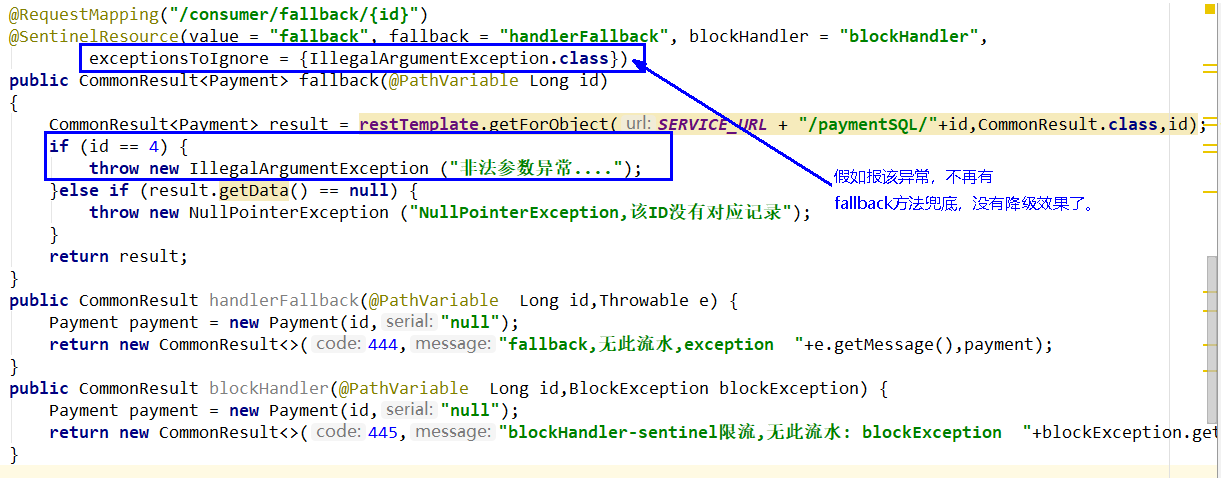 @RequestMapping("/consumer/fallback/{id}")
@SentinelResource(value = "fallback", fallback = "handlerFallback", blockHandler = "blockHandler",
exceptionsToIgnore = {IllegalArgumentException.class})
public CommonResult<Payment> fallback(@PathVariable Long id)
{
CommonResult<Payment> result = restTemplate.getForObject( url: SERVICE_URL + "/paymentSQL/"+id,CommonResult.class,id);
if (id == 4) {
throw new IllegalArgumentException ("非法参数异常....");
}else if (result.getData() == null) {
throw new NullPointerException ("NullPointerException,该ID没有对应记录");
}
return result;
}
假如报该异常，不再有
fallback方法兜底，没有降级效果了。
public CommonResult handlerFallback(@PathVariable  Long id,Throwable e) {
Payment payment = new Payment(id, serial: "null");
return new CommonResult<>( code: 444, message: "fallback,无此流水,exception  "+e.getMessage(),payment);
}
public CommonResult blockHandler(@PathVariable  Long id,BlockException blockException) {
Payment payment = new Payment(id, serial: "null");
return new CommonResult<>( code: 445, message: "blockHandler-sentinel限流,无此流水: blockException  "+blockException.get
}